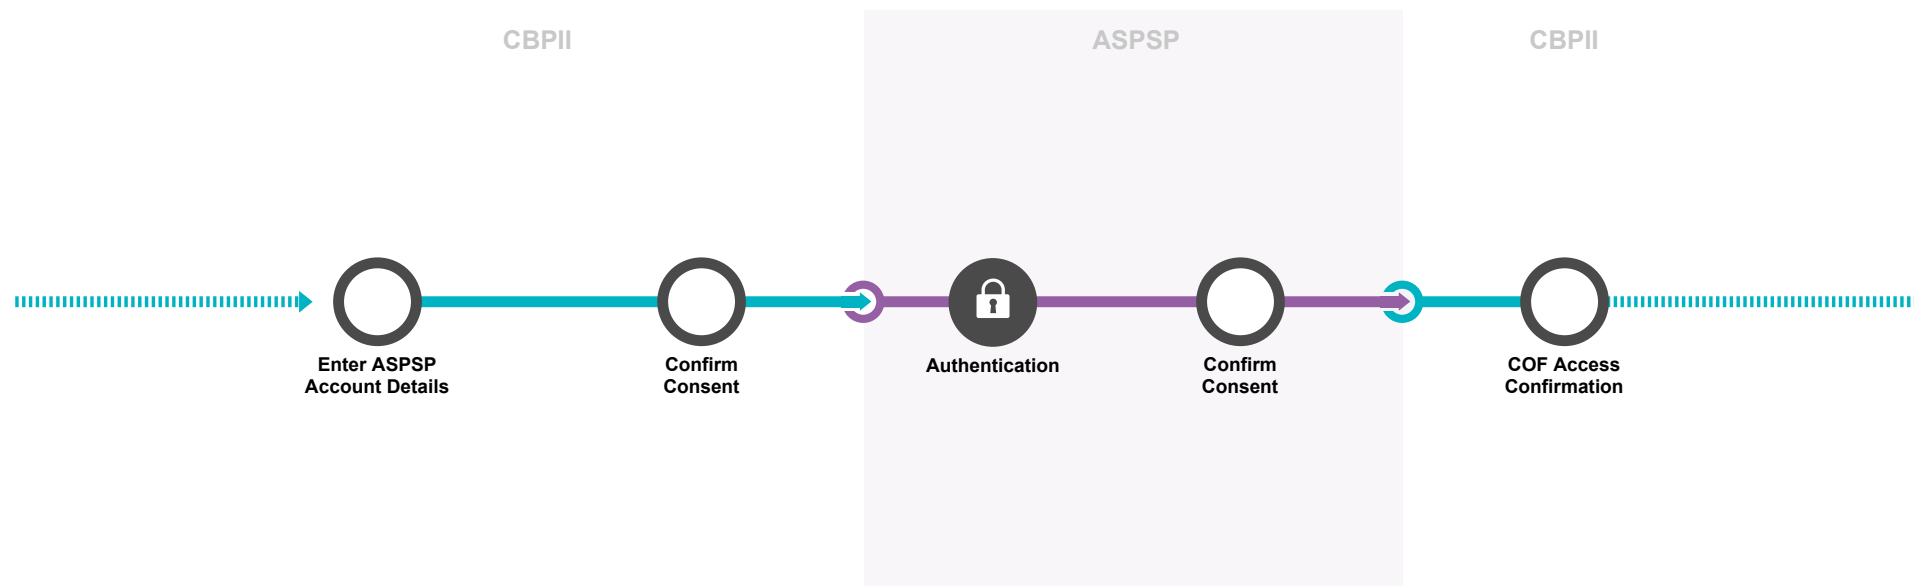 CBPII
ASPSP
CBPII
Enter ASPSP
Account Details
Confirm
Consent
Authentication
Confirm
Consent
COF Access
Confirmation